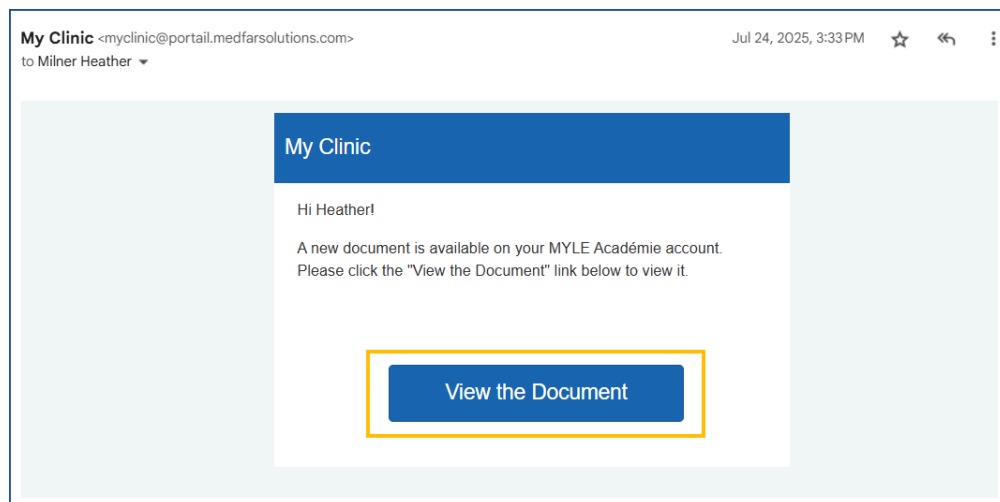 My Clinic <myclinic@portail.medfarsolutions.com> Jul 24, 2025, 3:33 PM
to Milner Heather
My Clinic
Hi Heather!
A new document is available on your MYLE Académie account.
Please click the "View the Document" link below to view it.
View the Document